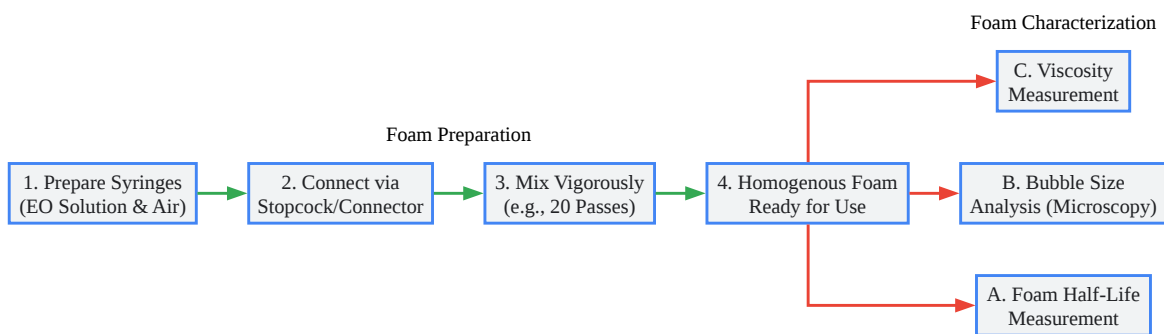 Foam Characterization
C. Viscosity
Measurement
Foam Preparation
1. Prepare Syringes
(EO Solution & Air)
2. Connect via
Stopcock/Connector
3. Mix Vigorously
(e.g., 20 Passes)
4. Homogenous Foam
Ready for Use
B. Bubble Size
Analysis (Microscopy)
A. Foam Half-Life
Measurement